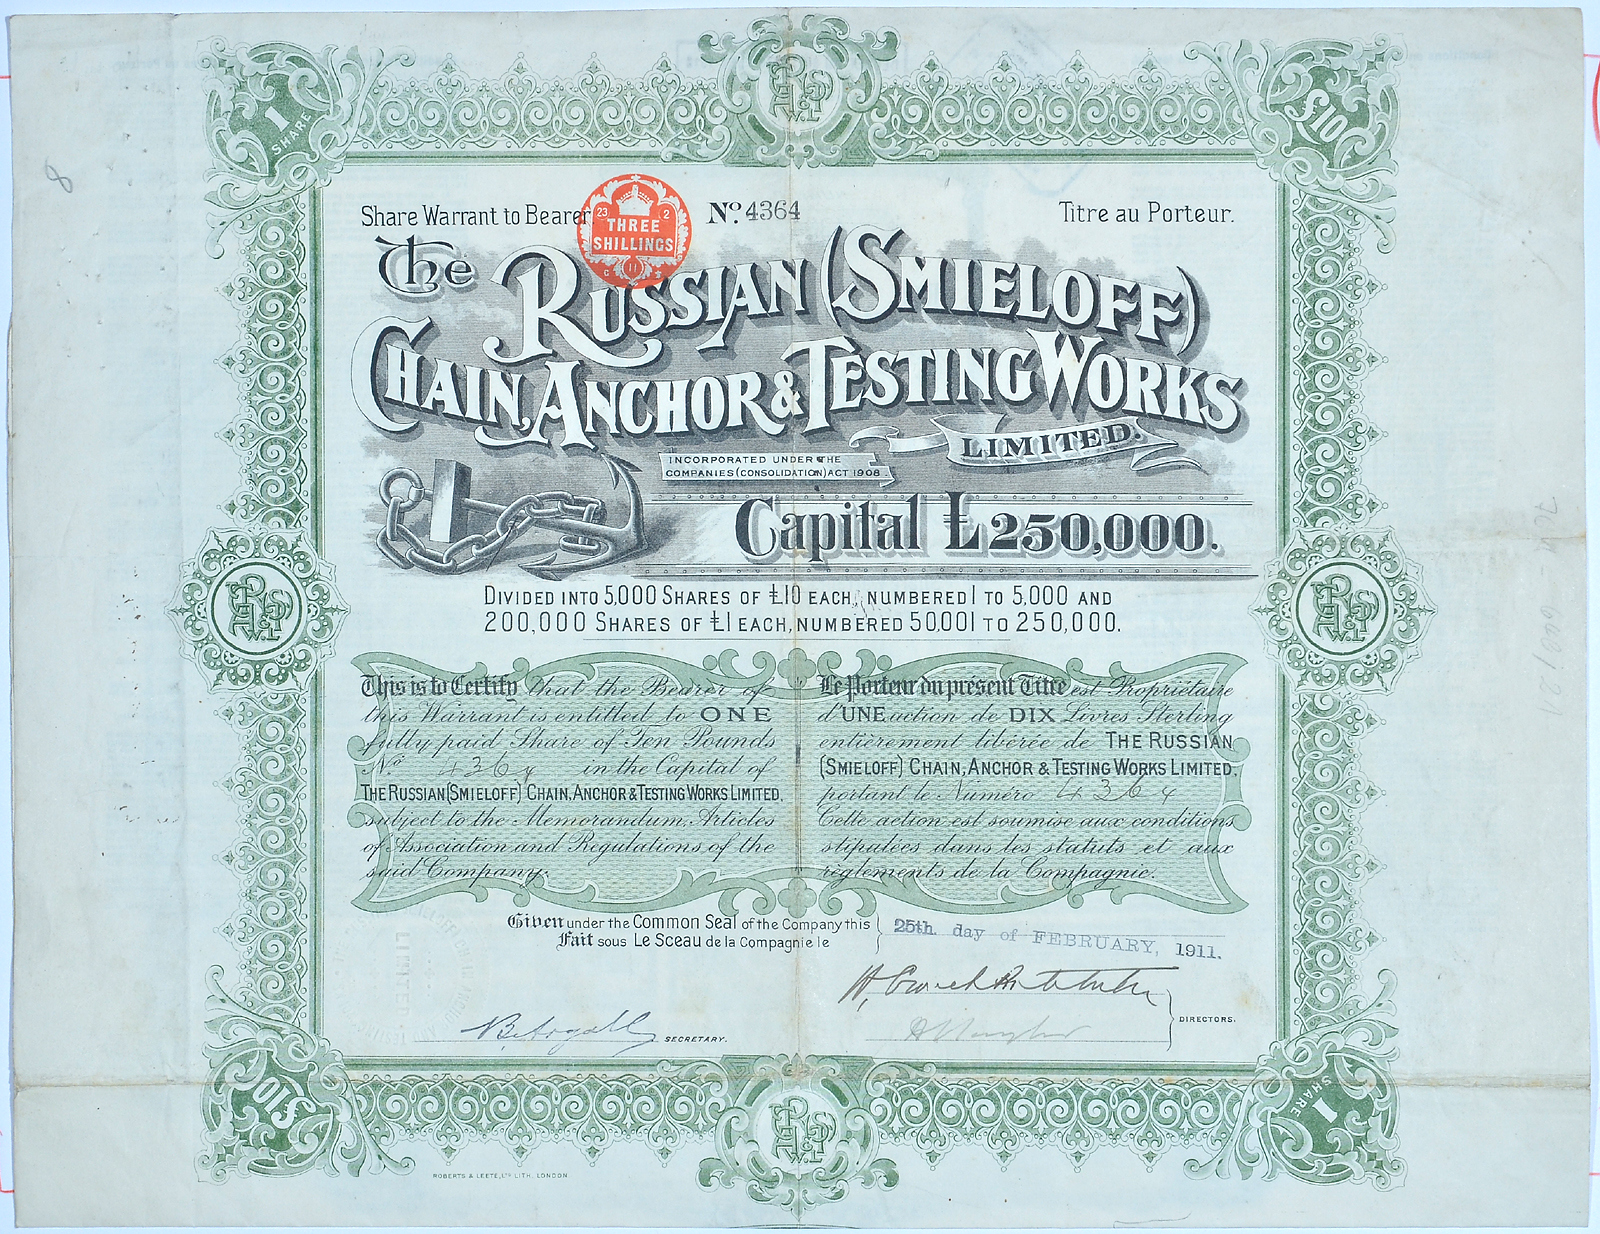 1 SHARE
£10
8
Share Warrant to Bearer
23 2
THREE
SHILLINGS
11
No. 4364
Titre au Porteur.
The
RUSSIAN (SMIELOFF)
CHAIN, ANCHOR & TESTING WORKS
LIMITED.
INCORPORATED UNDER THE
COMPANIES (CONSOLIDATION) ACT 1908.
Capital £250,000.
DIVIDED INTO 5,000 SHARES OF £10 EACH, NUMBERED 1 TO 5,000 AND
200,000 SHARES OF £1 EACH, NUMBERED 50,001 TO 250,000.
This is to Certify that the Bearer of
this Warrant is entitled to ONE
fully paid Share of Ten Pounds
No. 4364 in the Capital of
THE RUSSIAN (SMIELOFF) CHAIN, ANCHOR & TESTING WORKS LIMITED,
subject to the Memorandum, Articles
of Association and Regulations of the
said Company.
Le Porteur du présent Titre est Propriétaire
d'UNE action de DIX Livres Sterling
entièrement libérée de THE RUSSIAN
(SMIELOFF) CHAIN, ANCHOR & TESTING WORKS LIMITED.
portant le Numéro 4364
Cette action est soumise aux conditions
stipulées dans les statuts et aux
règlements de la Compagnie.
Given under the Common Seal of the Company this
Fait sous Le Sceau de la Compagnie le
25th day of FEBRUARY, 1911.
DIRECTORS.
SECRETARY.
LIMITED
£10
1 SHARE
ROBERTS & LEETE, LTD LITH. LONDON.